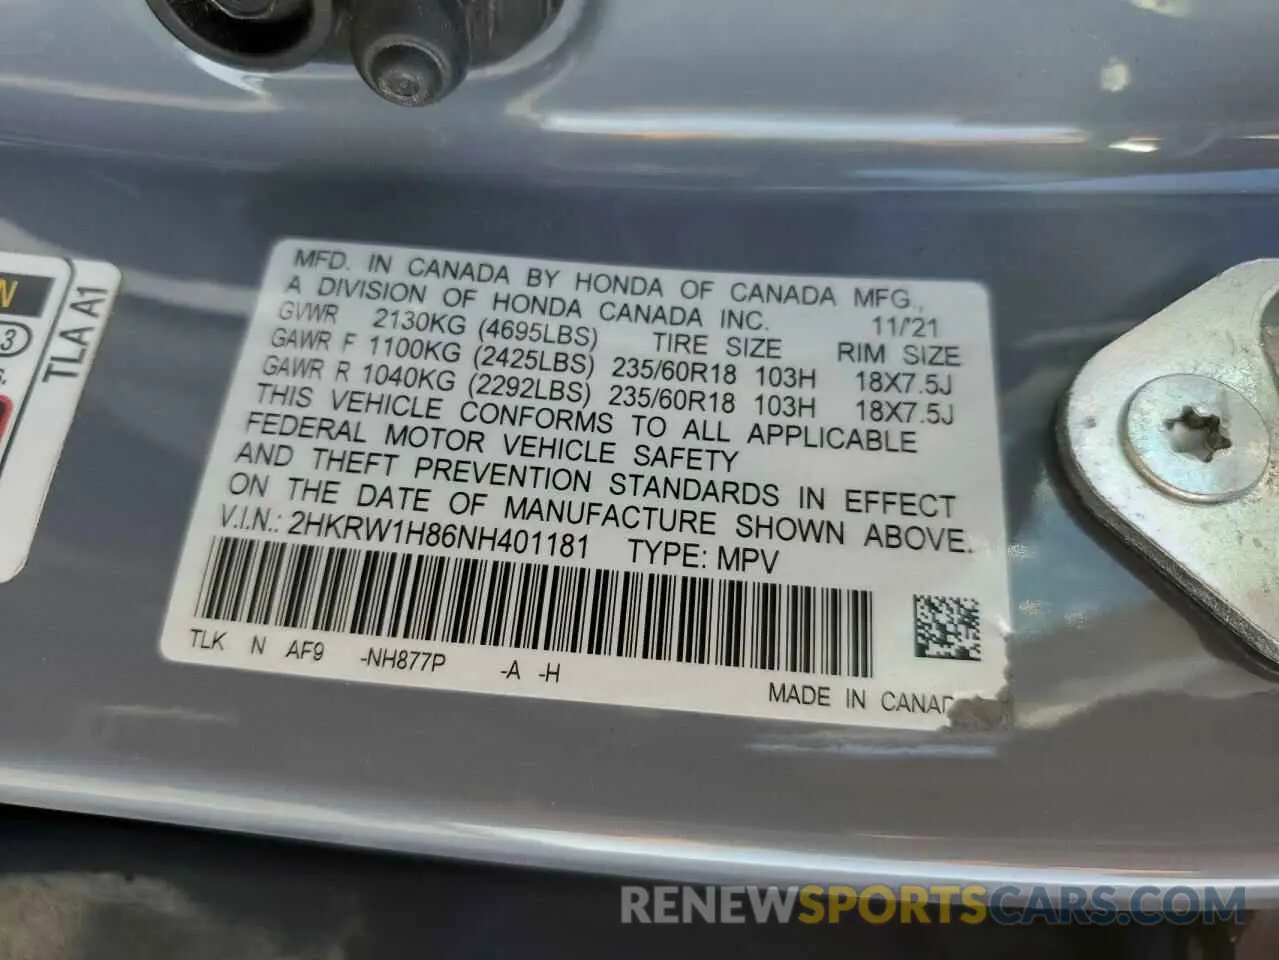 MFD. IN CANADA BY HONDA OF CANADA MFG.,
A DIVISION OF HONDA CANADA INC. 11/'21
GVWR 2130KG (4695LBS) TIRE SIZE RIM SIZE
GAWR F 1100KG (2425LBS) 235/60R18 103H 18X7.5J
GAWR R 1040KG (2292LBS) 235/60R18 103H 18X7.5J
THIS VEHICLE CONFORMS TO ALL APPLICABLE
FEDERAL MOTOR VEHICLE SAFETY
AND THEFT PREVENTION STANDARDS IN EFFECT
ON THE DATE OF MANUFACTURE SHOWN ABOVE.
V.I.N.: 2HKRW1H86NH401181 TYPE: MPV
TLK N AF9 -NH877P -A -H
MADE IN CANAD
TLA A1
N
3
RENEWSPORTSCARS.COM